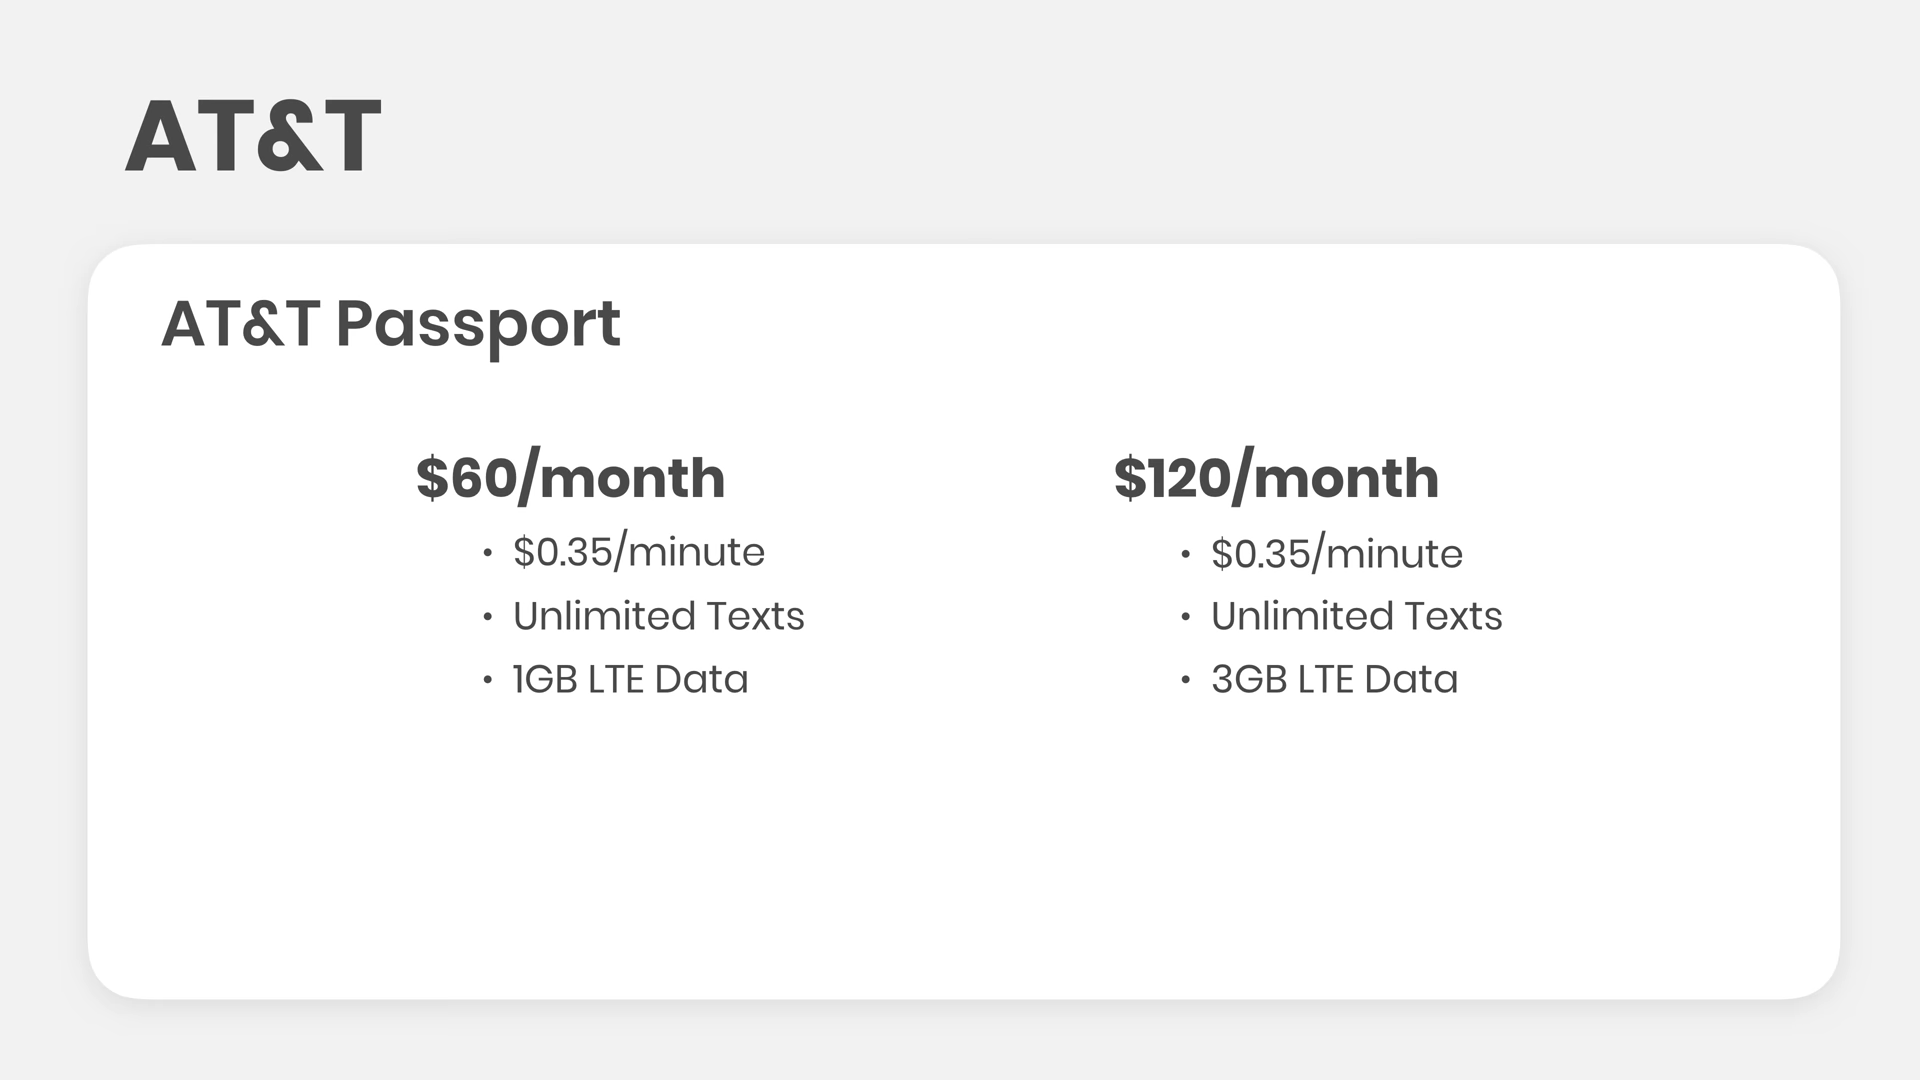 AT&T
AT&T Passport
$60/month
• $0.35/minute
• Unlimited Texts
• 1GB LTE Data
$120/month
• $0.35/minute
• Unlimited Texts
• 3GB LTE Data